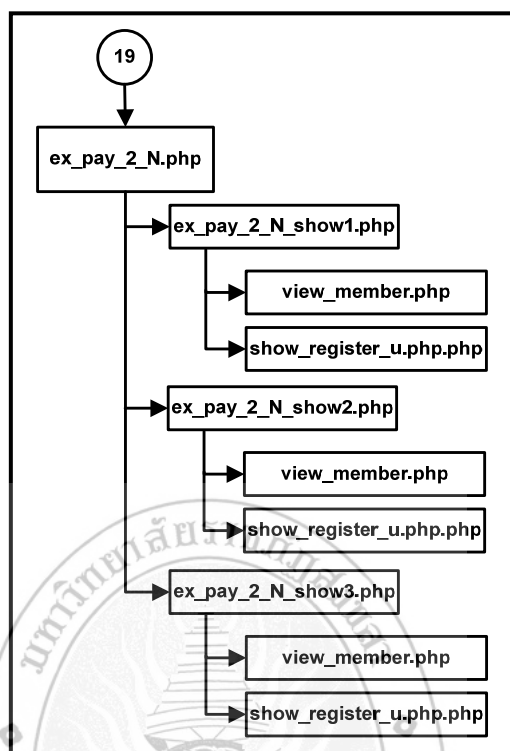 19
ex_pay_2_N.php
ex_pay_2_N_show1.php
view_member.php
show_register_u.php.php
ex_pay_2_N_show2.php
view_member.php
show_register_u.php.php
ex_pay_2_N_show3.php
view_member.php
show_register_u.php.php